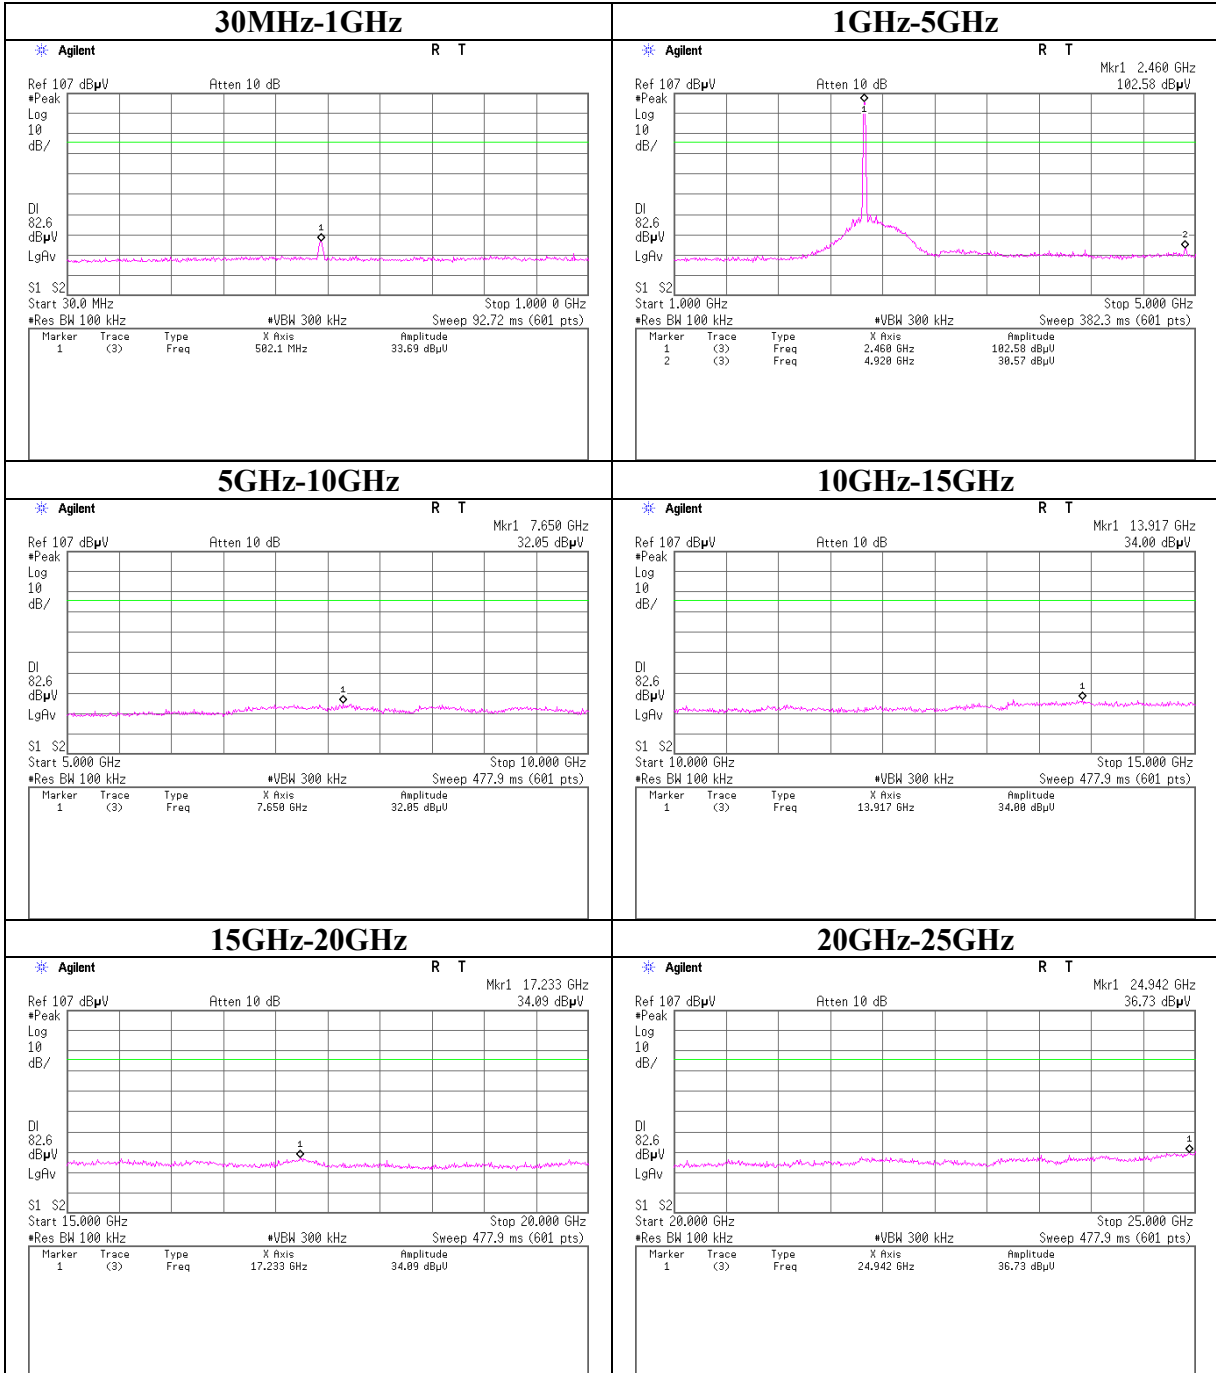 30MHz-1GHz
Agilent R T
Ref 107 dBµV Atten 10 dB
#Peak
Log
10
dB/
DI
82.6
dBµV
LgAv
1
S1 S2
Start 30.0 MHz Stop 1.000 0 GHz
#Res BW 100 kHz #VBW 300 kHz Sweep 92.72 ms (601 pts)
Marker Trace Type X Axis Amplitude
1 (3) Freq 502.1 MHz 33.69 dBµV
1GHz-5GHz
Agilent R T
Mkr1 2.460 GHz
Ref 107 dBµV Atten 10 dB 102.58 dBµV
#Peak
Log
10
dB/
1
DI
82.6
dBµV
LgAv
2
S1 S2
Start 1.000 GHz Stop 5.000 GHz
#Res BW 100 kHz #VBW 300 kHz Sweep 382.3 ms (601 pts)
Marker Trace Type X Axis Amplitude
1 (3) Freq 2.460 GHz 102.58 dBµV
2 (3) Freq 4.920 GHz 30.57 dBµV
5GHz-10GHz
Agilent R T
Mkr1 7.650 GHz
Ref 107 dBµV Atten 10 dB 32.05 dBµV
#Peak
Log
10
dB/
DI
82.6
dBµV
LgAv
1
S1 S2
Start 5.000 GHz Stop 10.000 GHz
#Res BW 100 kHz #VBW 300 kHz Sweep 477.9 ms (601 pts)
Marker Trace Type X Axis Amplitude
1 (3) Freq 7.650 GHz 32.05 dBµV
10GHz-15GHz
Agilent R T
Mkr1 13.917 GHz
Ref 107 dBµV Atten 10 dB 34.00 dBµV
#Peak
Log
10
dB/
DI
82.6
dBµV
LgAv
1
S1 S2
Start 10.000 GHz Stop 15.000 GHz
#Res BW 100 kHz #VBW 300 kHz Sweep 477.9 ms (601 pts)
Marker Trace Type X Axis Amplitude
1 (3) Freq 13.917 GHz 34.00 dBµV
15GHz-20GHz
Agilent R T
Mkr1 17.233 GHz
Ref 107 dBµV Atten 10 dB 34.09 dBµV
#Peak
Log
10
dB/
DI
82.6
dBµV
LgAv
1
S1 S2
Start 15.000 GHz Stop 20.000 GHz
#Res BW 100 kHz #VBW 300 kHz Sweep 477.9 ms (601 pts)
Marker Trace Type X Axis Amplitude
1 (3) Freq 17.233 GHz 34.09 dBµV
20GHz-25GHz
Agilent R T
Mkr1 24.942 GHz
Ref 107 dBµV Atten 10 dB 36.73 dBµV
#Peak
Log
10
dB/
DI
82.6
dBµV
LgAv
1
S1 S2
Start 20.000 GHz Stop 25.000 GHz
#Res BW 100 kHz #VBW 300 kHz Sweep 477.9 ms (601 pts)
Marker Trace Type X Axis Amplitude
1 (3) Freq 24.942 GHz 36.73 dBµV